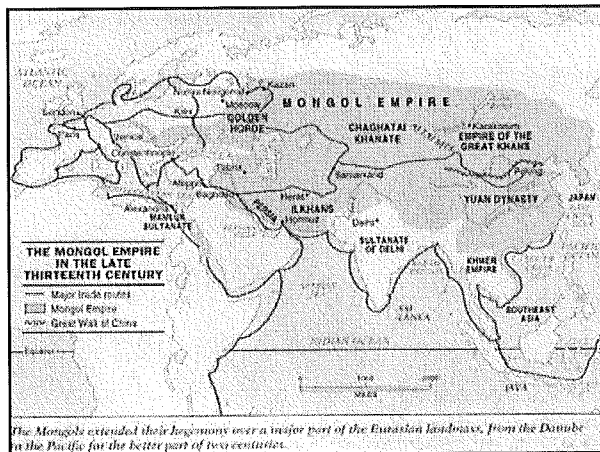 ATLANTIC
OCEAN
London
Paris
Venice
Constantinople
Kiev
Moscow
Kazan
GOLDEN
HORDE
MONGOL EMPIRE
CHAGHATAI
KHANATE
Karakorum
EMPIRE OF THE
GREAT KHANS
Samarkand
Peking
YUAN DYNASTY
JAPAN
Tabriz
Aleppo
Baghdad
Alexandria
MAMLUK
SULTANATE
PERSIA
Herat
ILKHANS
Hormuz
Delhi
SULTANATE
OF DELHI
KHMER
EMPIRE
SOUTHEAST
ASIA
SRI
LANKA
INDIAN OCEAN
JAVA
Equator
THE MONGOL EMPIRE
IN THE LATE
THIRTEENTH CENTURY
Major trade routes
Mongol Empire
Great Wall of China
The Mongols extended their hegemony over a major part of the Eurasian landmass, from the Danube
to the Pacific for the better part of two centuries.